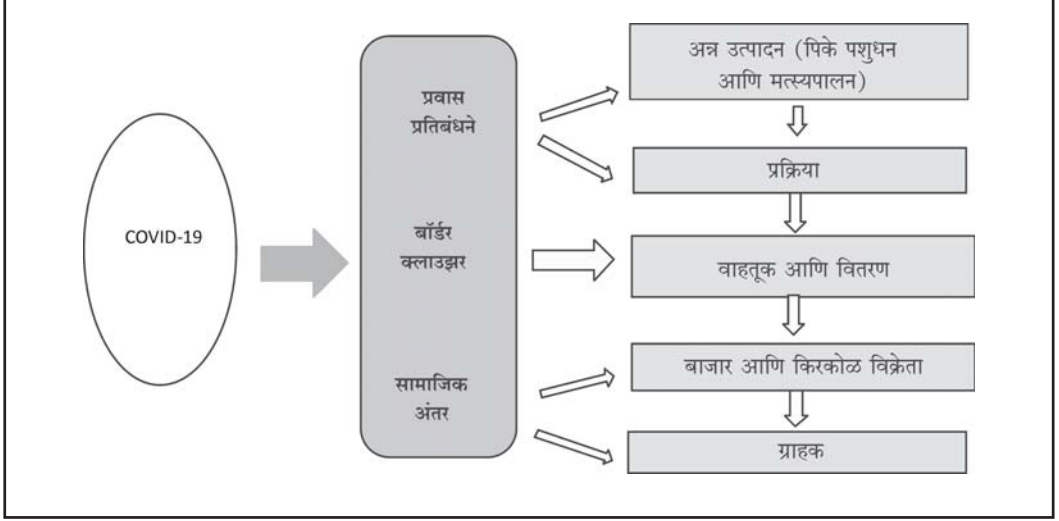 COVID-19
प्रवास
प्रतिबंधने
बॉर्डर
क्लाउझर
सामाजिक
अंतर
अन्न उत्पादन (पिके पशुधन
आणि मत्स्यपालन)
प्रक्रिया
वाहतूक आणि वितरण
बाजार आणि किरकोळ विक्रेता
ग्राहक